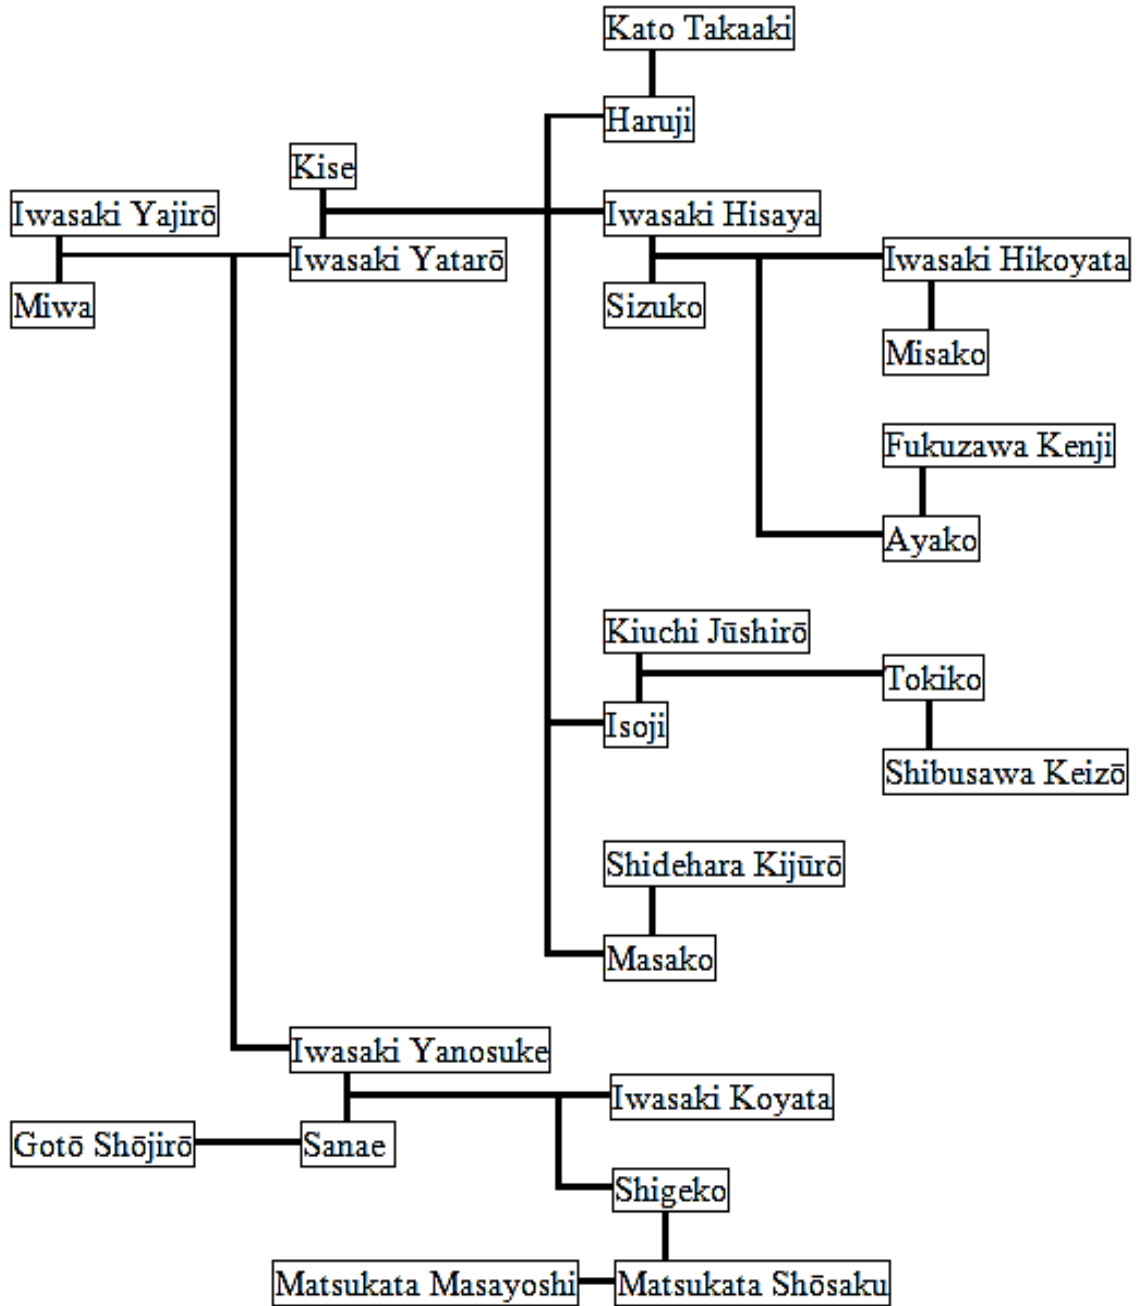 Kato Takaaki
Haruji
Kise
Iwasaki Yajirō
Iwasaki Hisaya
Iwasaki Yatarō
Iwasaki Hikoyata
Miwa
Sizuko
Misako
Fukuzawa Kenji
Ayako
Kiuchi Jūshirō
Tokiko
Isoji
Shibusawa Keizō
Shidehara Kijūrō
Masako
Iwasaki Yanosuke
Iwasaki Koyata
Gotō Shōjirō
Sanae
Shigeko
Matsukata Masayoshi
Matsukata Shōsaku